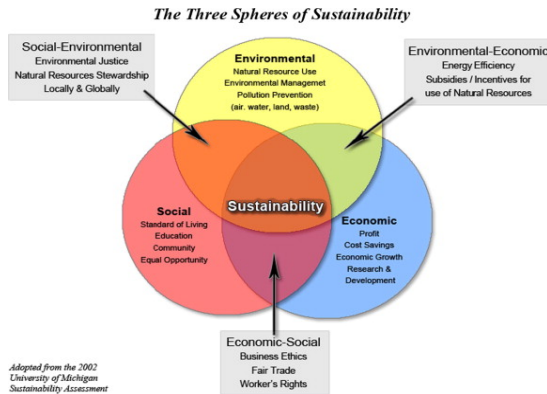 The Three Spheres of Sustainability
Social-Environmental
Environmental Justice
Natural Resources Stewardship
Locally & Globally
Environmental
Natural Resource Use
Environmental Managemet
Pollution Prevention
(air. water, land, waste)
Environmental-Economic
Energy Efficiency
Subsidies / Incentives for
use of Natural Resources
Sustainability
Social
Standard of Living
Education
Community
Equal Opportunity
Economic
Profit
Cost Savings
Economic Growth
Research &
Development
Economic-Social
Business Ethics
Fair Trade
Worker's Rights
Adopted from the 2002
University of Michigan
Sustainability Assessment